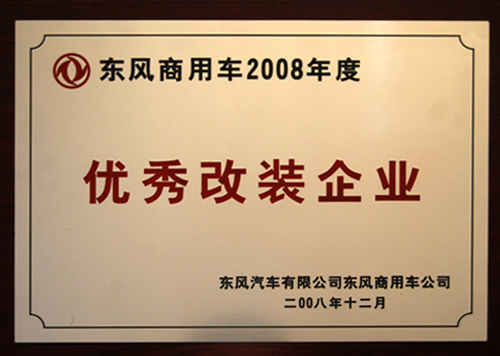 东风商用车2008年度
优秀改装企业
东风汽车有限公司东风商用车公司
二00八年十二月